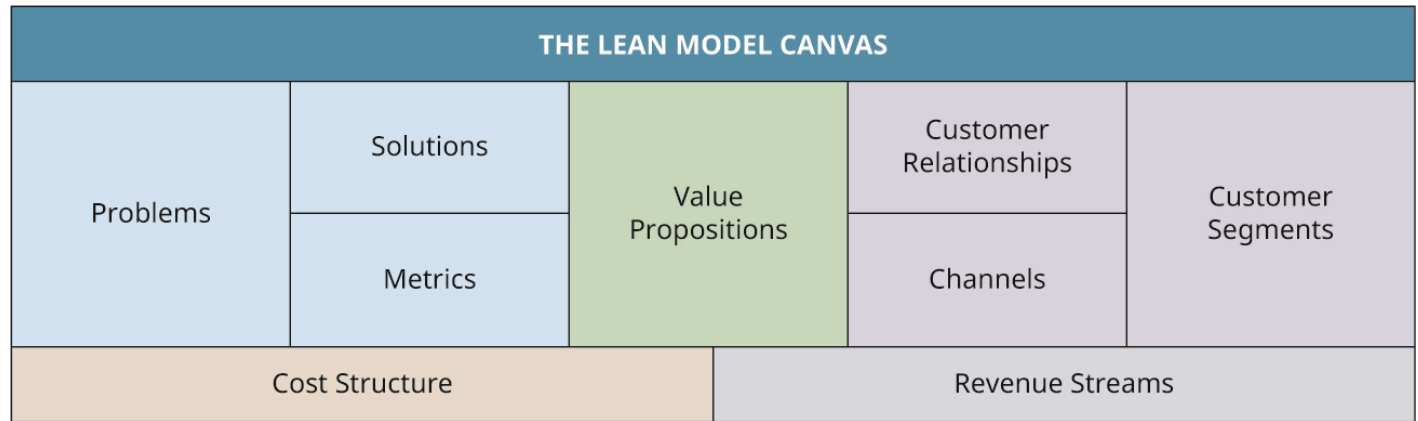 THE LEAN MODEL CANVAS
Problems
Solutions
Metrics
Value
Propositions
Customer
Relationships
Channels
Customer
Segments
Cost Structure
Revenue Streams